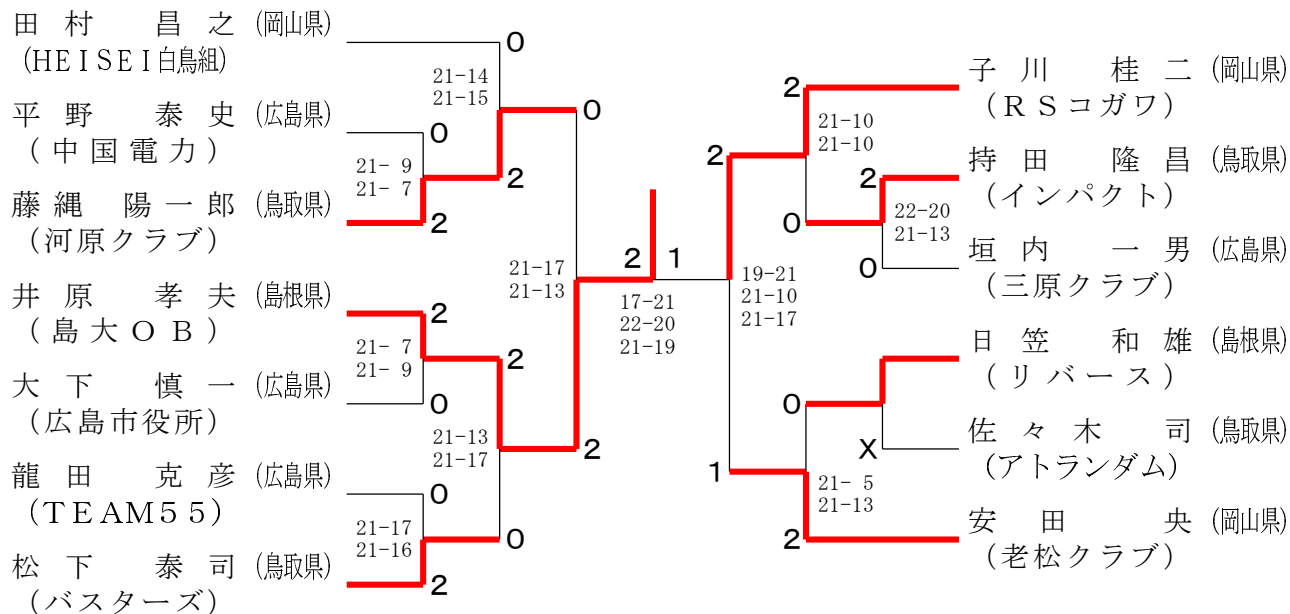 田村 昌之 (岡山県)
(HEISEI白鳥組)
平野 泰史 (広島県)
(中国電力)
藤縄 陽一郎 (鳥取県)
(河原クラブ)
井原 孝夫 (島根県)
(島大OB)
大下 慎一 (広島県)
(広島市役所)
龍田 克彦 (広島県)
(TEAM55)
松下 泰司 (鳥取県)
(バスターズ)
0
21-14
21-15
0
0
21- 9
21- 7
2
2
2
21- 7
21- 9
2
0
21-13
21-17
2
0
21-17
21-16
0
2
21-17
21-13
2 1
17-21
22-20
21-19
2
21-10
21-10
2
2
22-20
21-13
0
0
19-21
21-10
21-17
0
X
1
21- 5
21-13
2
子川 桂二 (岡山県)
(RSコガワ)
持田 隆昌 (鳥取県)
(インパクト)
垣内 一男 (広島県)
(三原クラブ)
日笠 和雄 (島根県)
(リバース)
佐々木 司 (鳥取県)
(アトランダム)
安田 央 (岡山県)
(老松クラブ)